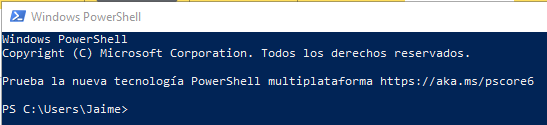 Windows PowerShell
Windows PowerShell
Copyright (C) Microsoft Corporation. Todos los derechos reservados.
Prueba la nueva tecnología PowerShell multiplataforma https://aka.ms/pscore6
PS C:\Users\Jaime>